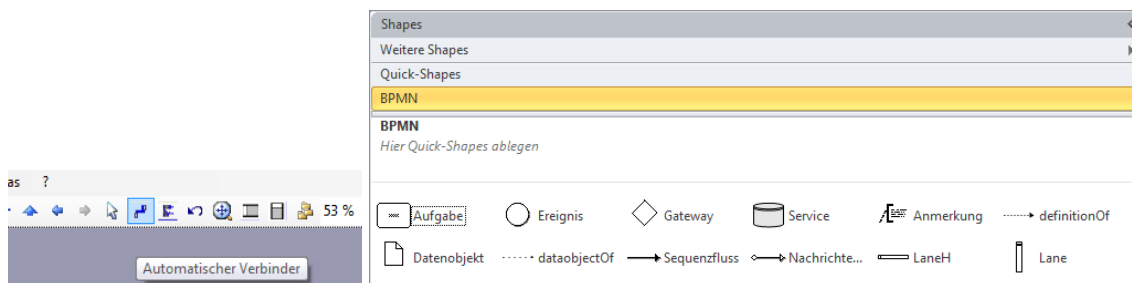 Shapes
Weitere Shapes
Quick-Shapes
BPMN
BPMN
Hier Quick-Shapes ablegen
as ?
53 %
Automatischer Verbinder
Aufgabe Ereignis Gateway Service Anmerkung definitionOf
Datenobjekt dataobjectOf Sequenzfluss Nachrichte... LaneH Lane